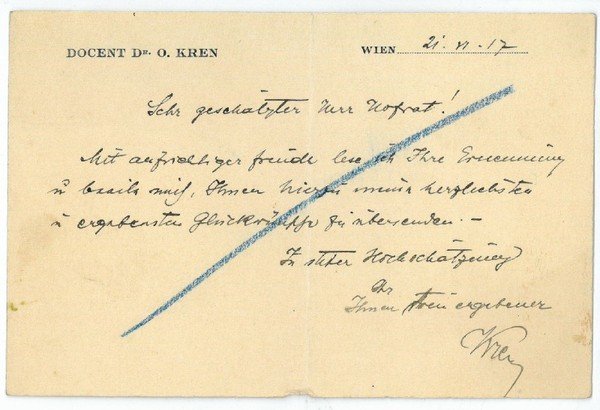 DOCENT DR. O. KREN
WIEN 21. VI. 17
Sehr geschätzter Herr Hofrat!
Mit aufrichtiger Freude lese ich Ihre Ernennung
u beeile mich, Ihnen hierzu meine herzlichsten
u ergebensten Glückwünsche zu übersenden. —
In steter Hochschätzung
Ihr
Ihnen treu ergebener
Kren